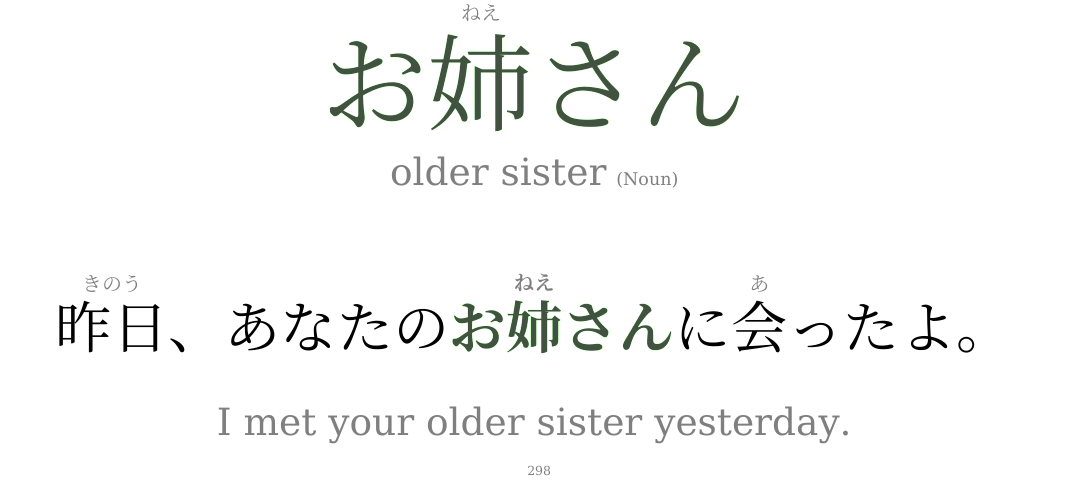 ねえ
お姉さん
older sister (Noun)
きのう ねえ あ
昨日、あなたのお姉さんに会ったよ。
I met your older sister yesterday.
298